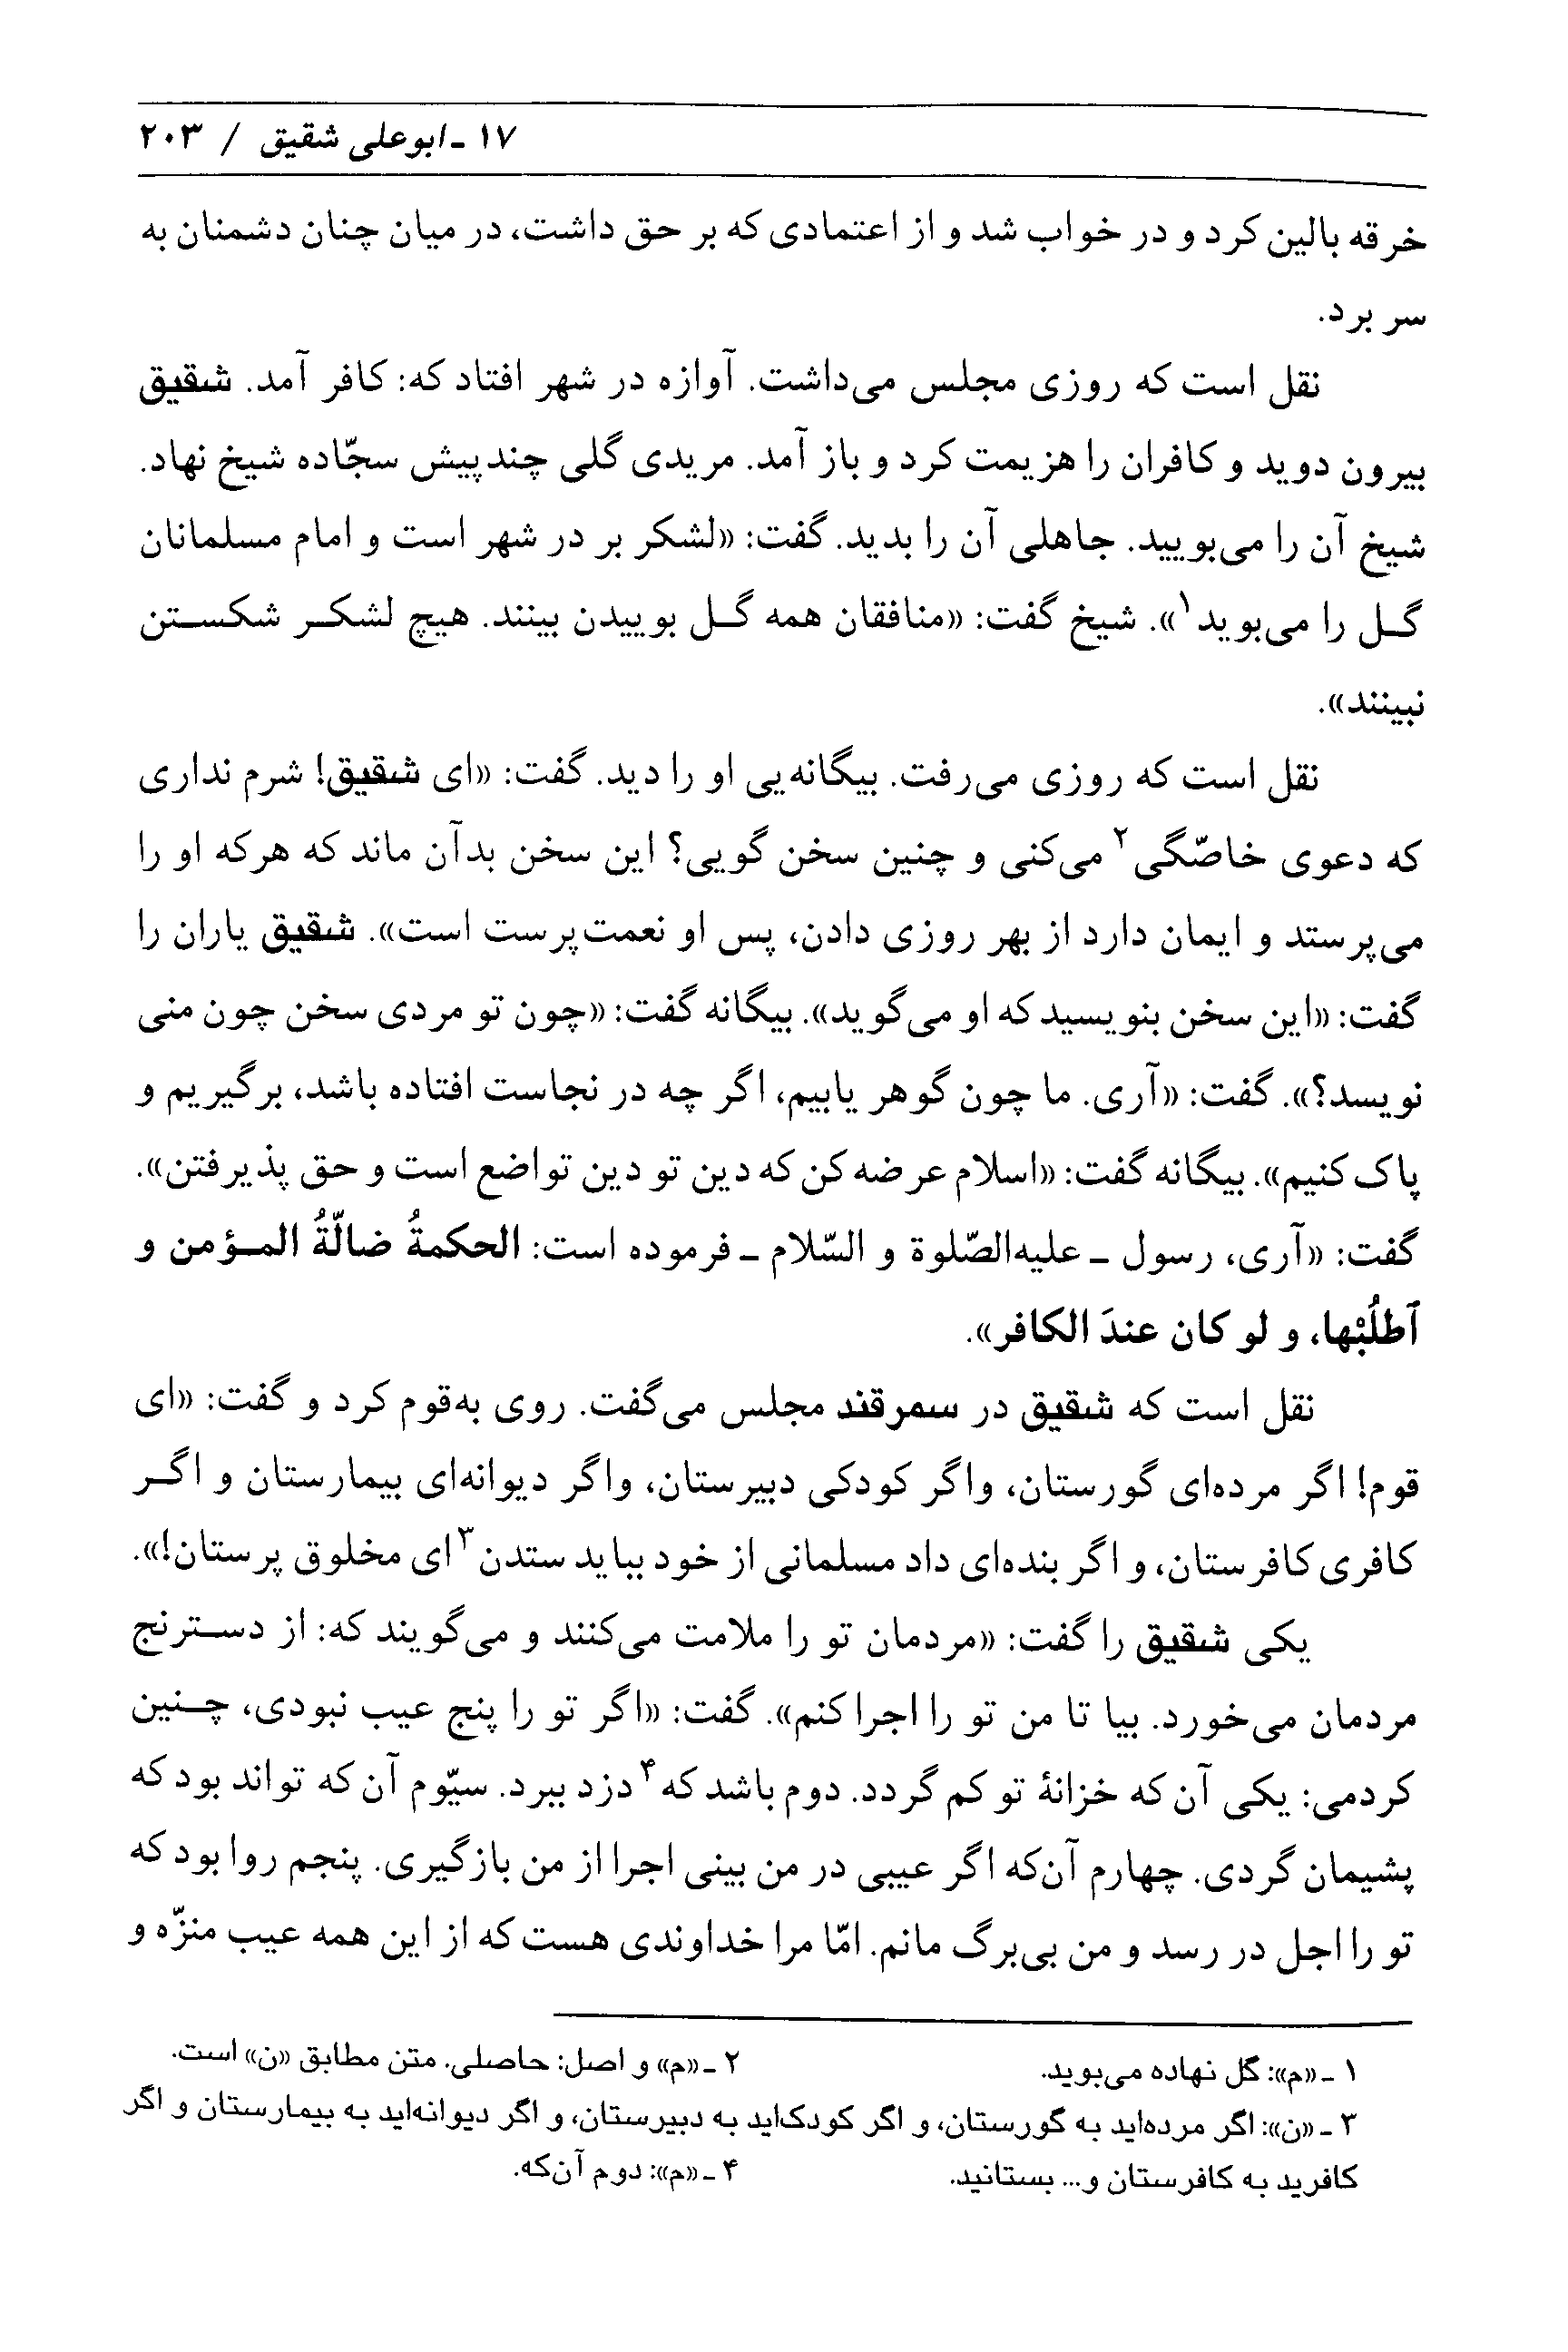 ۱۷ ـ ابوعلی شقیق / ۲۰۳
خرقه بالین کرد و در خواب شد و از اعتمادی که بر حق داشت، در میان چنان دشمنان به
سر برد.
نقل است که روزی مجلس می‌داشت. آوازه در شهر افتاد که: کافر آمد. شقیق
بیرون دوید و کافران را هزیمت کرد و باز آمد. مریدی گلی چند پیش سجّاده شیخ نهاد.
شیخ آن را می‌بویید. جاهلی آن را بدید. گفت: «لشکر بر در شهر است و امام مسلمانان
گل را می‌بوید۱». شیخ گفت: «منافقان همه گل بوییدن بینند. هیچ لشکر شکستن
نبینند».
نقل است که روزی می‌رفت. بیگانه‌یی او را دید. گفت: «ای شقیق! شرم نداری
که دعوی خاصّگی۲ می‌کنی و چنین سخن گویی؟ این سخن بدآن ماند که هرکه او را
می‌پرستد و ایمان دارد از بهر روزی دادن، پس او نعمت‌پرست است». شقیق یاران را
گفت: «این سخن بنویسید که او می‌گوید». بیگانه گفت: «چون تو مردی سخن چون منی
نویسد؟». گفت: «آری. ما چون گوهر یابیم، اگر چه در نجاست افتاده باشد، برگیریم و
پاک کنیم». بیگانه گفت: «اسلام عرضه کن که دین تو دین تواضع است و حق پذیرفتن».
گفت: «آری، رسول ـ علیه‌الصّلوة و السّلام ـ فرموده است: الحکمةُ ضالّةُ المؤمن و
آطلُبْها، و لو کان عندَ الکافر».
نقل است که شقیق در سمرقند مجلس می‌گفت. روی به‌قوم کرد و گفت: «ای
قوم! اگر مرده‌ای گورستان، واگر کودکی دبیرستان، واگر دیوانه‌ای بیمارستان و اگر
کافری کافرستان، و اگر بنده‌ای داد مسلمانی از خود بباید ستدن۳ ای مخلوق پرستان!».
یکی شقیق را گفت: «مردمان تو را ملامت می‌کنند و می‌گویند که: از دسترنج
مردمان می‌خورد. بیا تا من تو را اجرا کنم». گفت: «اگر تو را پنج عیب نبودی، چنین
کردمی: یکی آن که خزانهٔ تو کم گردد. دوم باشد که۴ دزد ببرد. سیّوم آن که تواند بود که
پشیمان گردی. چهارم آن‌که اگر عیبی در من بینی اجرا از من بازگیری. پنجم روا بود که
تو را اجل در رسد و من بی‌برگ مانم. امّا مرا خداوندی هست که از این همه عیب منزّه و
۱ ـ «م»: گل نهاده می‌بوید. ۲ ـ «م» و اصل: حاصلی. متن مطابق «ن» است.
۳ ـ «ن»: اگر مرده‌اید به گورستان، و اگر کودک‌اید به دبیرستان، و اگر دیوانه‌اید به بیمارستان و اگر
کافرید به کافرستان و... بستانید. ۴ ـ «م»: دوم آن‌که.